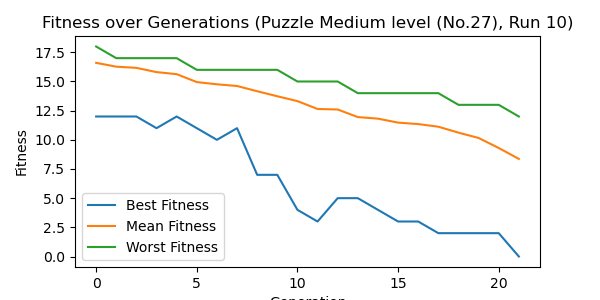 Fitness over Generations (Puzzle Medium level (No.27), Run 10)
17.5
15.0
12.5
10.0
7.5
5.0
2.5
0.0
Fitness
Best Fitness
Mean Fitness
Worst Fitness
0 5 10 15 20
Generation